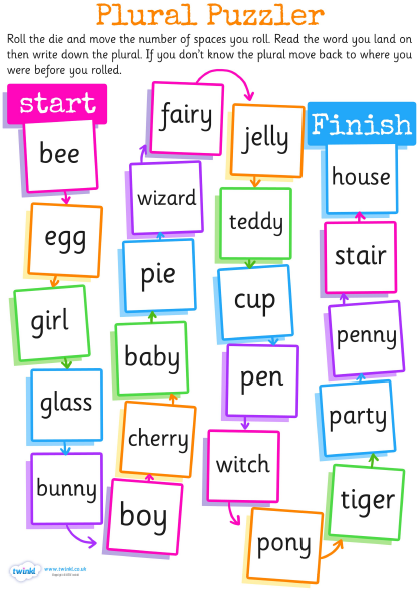 Plural Puzzler
Roll the die and move the number of spaces you roll. Read the word you land on
then write down the plural. If you don't know the plural move back to where you
were before you rolled.
start
bee
egg
girl
glass
bunny
boy
cherry
baby
pie
wizard
fairy
jelly
teddy
cup
pen
witch
pony
tiger
party
penny
stair
house
Finish
twinkl
www.twinkl.co.uk